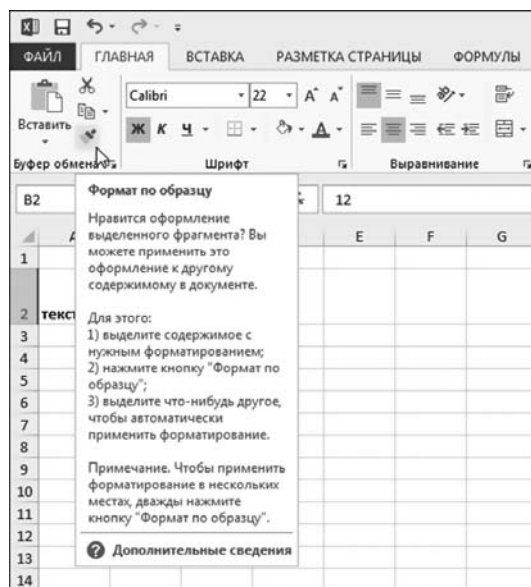 ФАЙЛ ГЛАВНАЯ ВСТАВКА РАЗМЕТКА СТРАНИЦЫ ФОРМУЛЫ
Calibri 22
Вставить
Ж К Ч
Буфер обмена Шрифт Выравнивание
B2 12
E F G
1
2 текст
3
4
5
6
7
8
9
10
11
12
13
14
Формат по образцу
Нравится оформление
выделенного фрагмента? Вы
можете применить это
оформление к другому
содержимому в документе.
Для этого:
1) выделите содержимое с
нужным форматированием;
2) нажмите кнопку "Формат по
образцу";
3) выделите что-нибудь другое,
чтобы автоматически
применить форматирование.
Примечание. Чтобы применить
форматирование в нескольких
местах, дважды нажмите
кнопку "Формат по образцу".
Дополнительные сведения